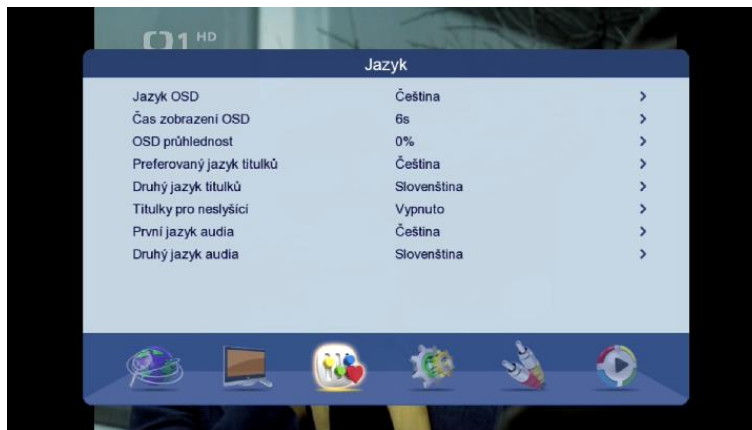 1 HD
Jazyk
Jazyk OSD Čeština
Čas zobrazení OSD 6s
OSD průhlednost 0%
Preferovaný jazyk titulků Čeština
Druhý jazyk titulků Slovenština
Titulky pro neslyšící Vypnuto
První jazyk audia Čeština
Druhý jazyk audia Slovenština